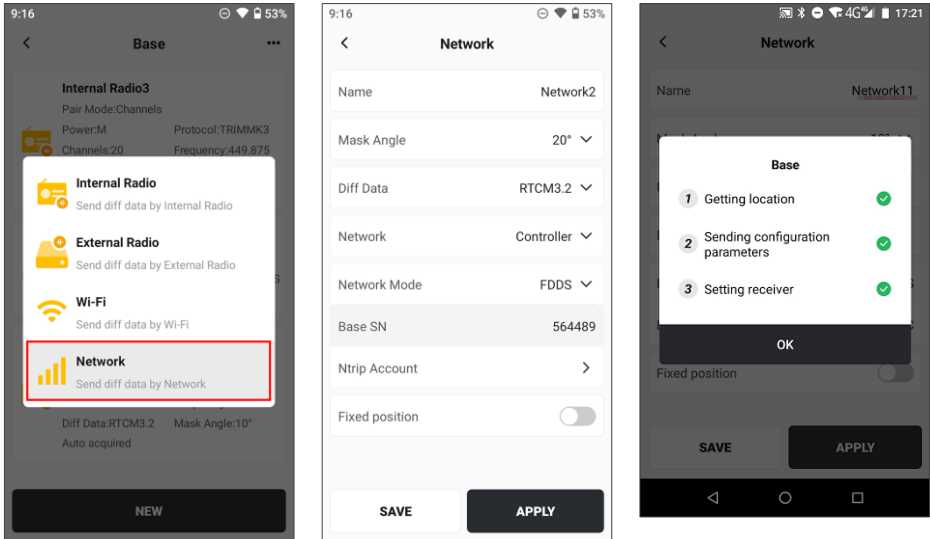 9:16
53%
Base
Internal Radio3
Pair Mode:Channels
Power:M Protocol:TRIMMK3
Channels:20 Frequency:449.875
Internal Radio
Send diff data by Internal Radio
External Radio
Send diff data by External Radio
S
Wi-Fi
Send diff data by Wi-Fi
Network
Send diff data by Network
Diff Data:RTCM3.2 Mask Angle:10°
Auto acquired
NEW
9:16
53%
Network
Name Network2
Mask Angle 20°
Diff Data RTCM3.2
Network Controller
Network Mode FDDS
Base SN 564489
Ntrip Account
Fixed position
SAVE APPLY
4G 17:21
Network
Name Network11
Base
1 Getting location
2 Sending configuration
parameters
3 Setting receiver
OK
Fixed position
SAVE APPLY